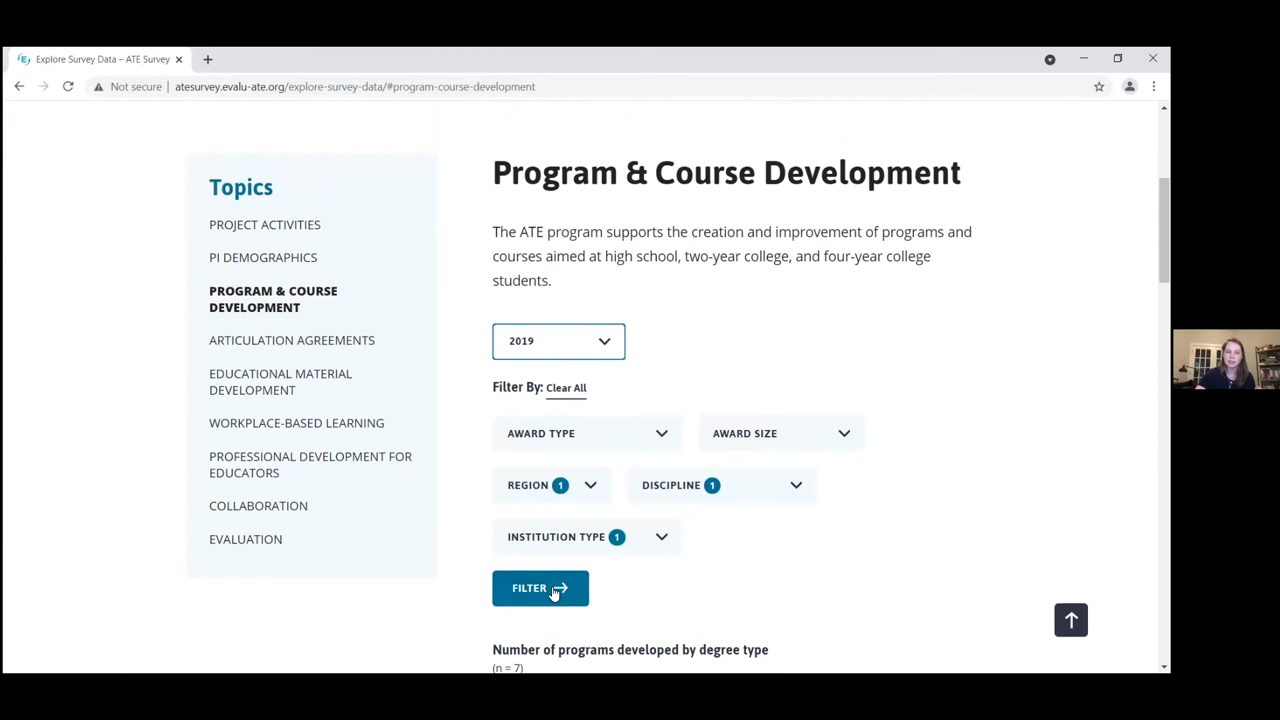 Explore Survey Data – ATE Survey
Not secure
atesurvey.evalu-ate.org/explore-survey-data/#program-course-development
Topics
PROJECT ACTIVITIES
PI DEMOGRAPHICS
PROGRAM & COURSE
DEVELOPMENT
ARTICULATION AGREEMENTS
EDUCATIONAL MATERIAL
DEVELOPMENT
WORKPLACE-BASED LEARNING
PROFESSIONAL DEVELOPMENT FOR
EDUCATORS
COLLABORATION
EVALUATION
Program & Course Development
The ATE program supports the creation and improvement of programs and
courses aimed at high school, two-year college, and four-year college
students.
2019
Filter By: Clear All
AWARD TYPE
AWARD SIZE
REGION 1
DISCIPLINE 1
INSTITUTION TYPE 1
FILTER
Number of programs developed by degree type
(n = 7)